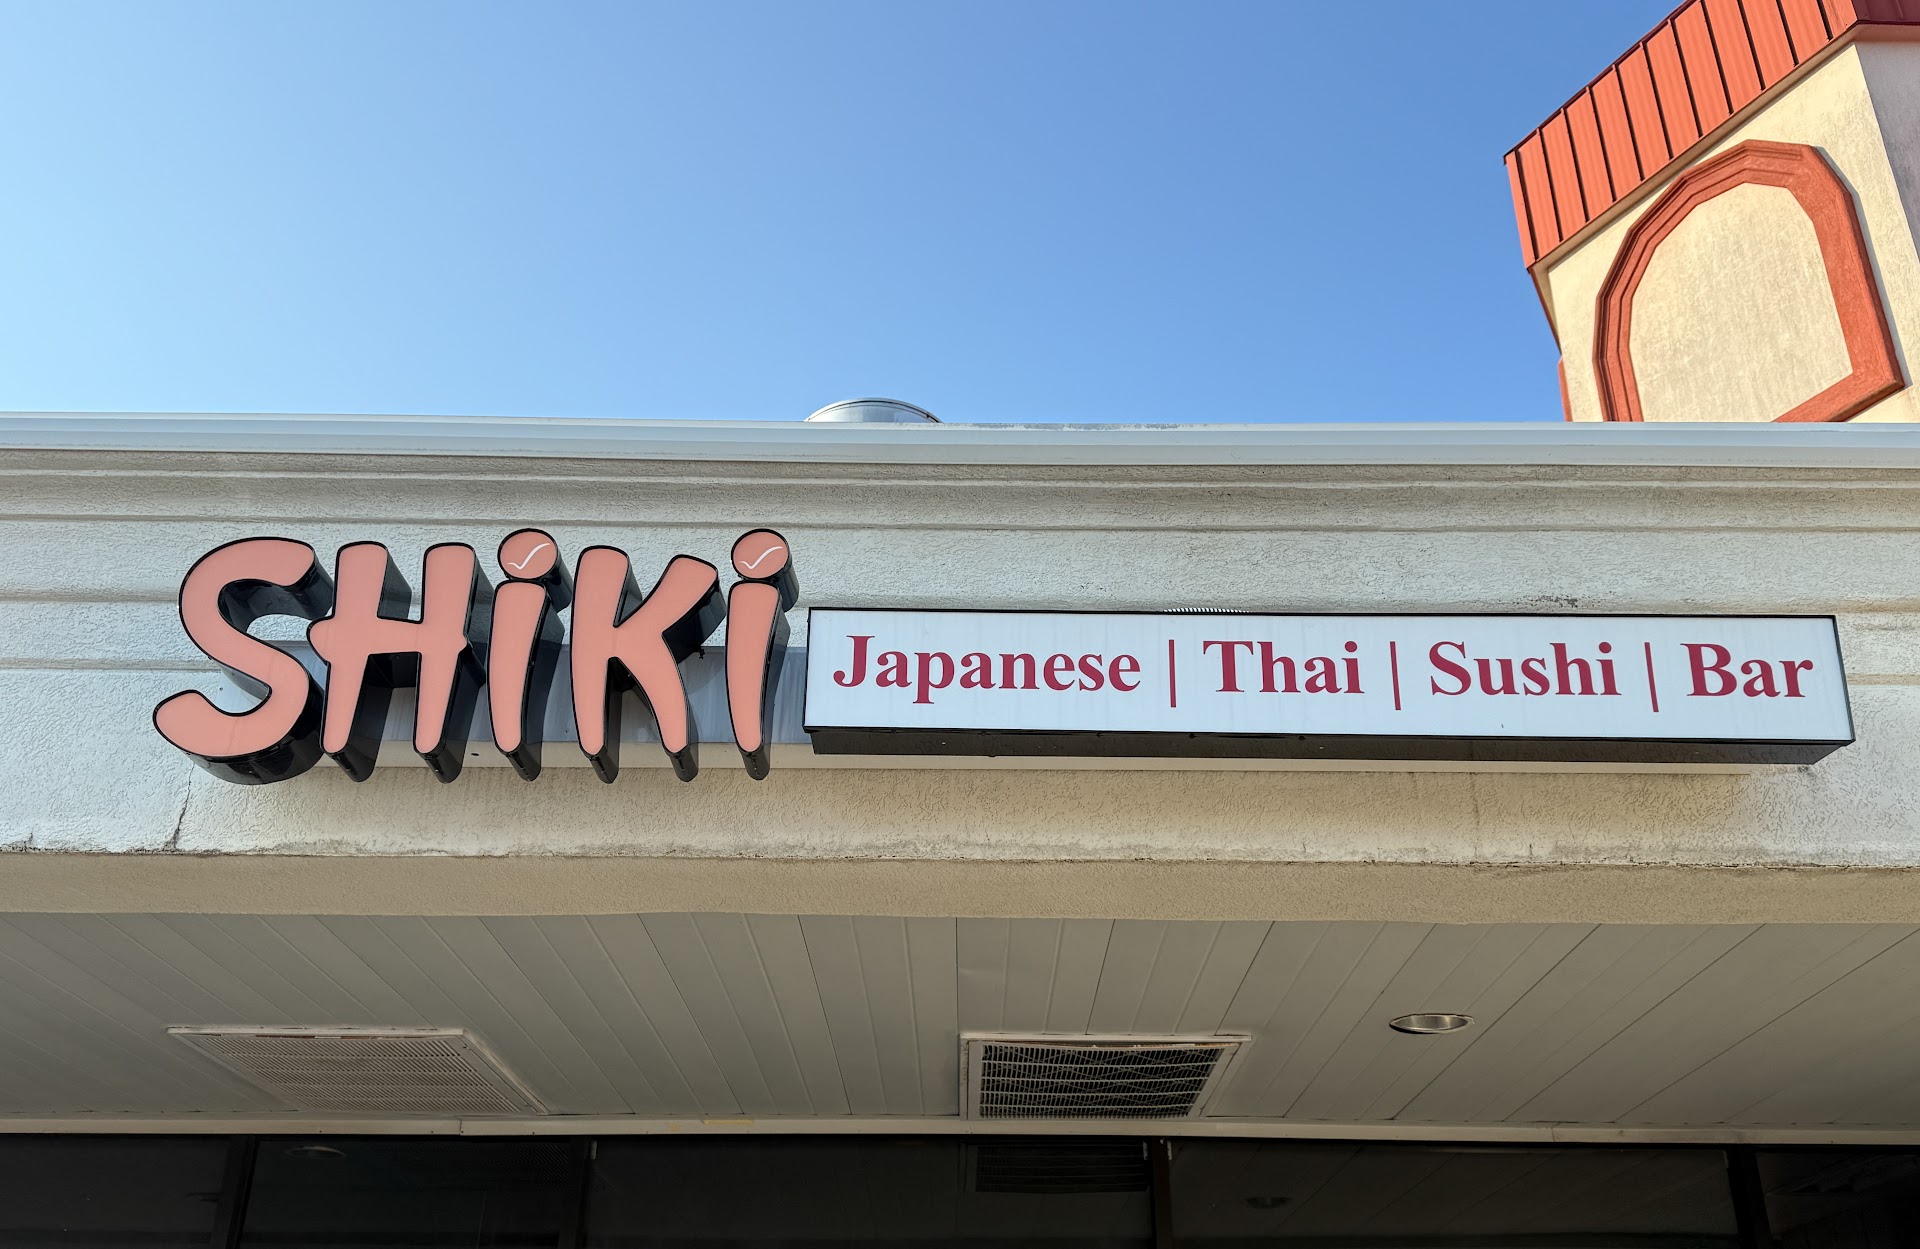 SHiKi
Japanese | Thai | Sushi | Bar